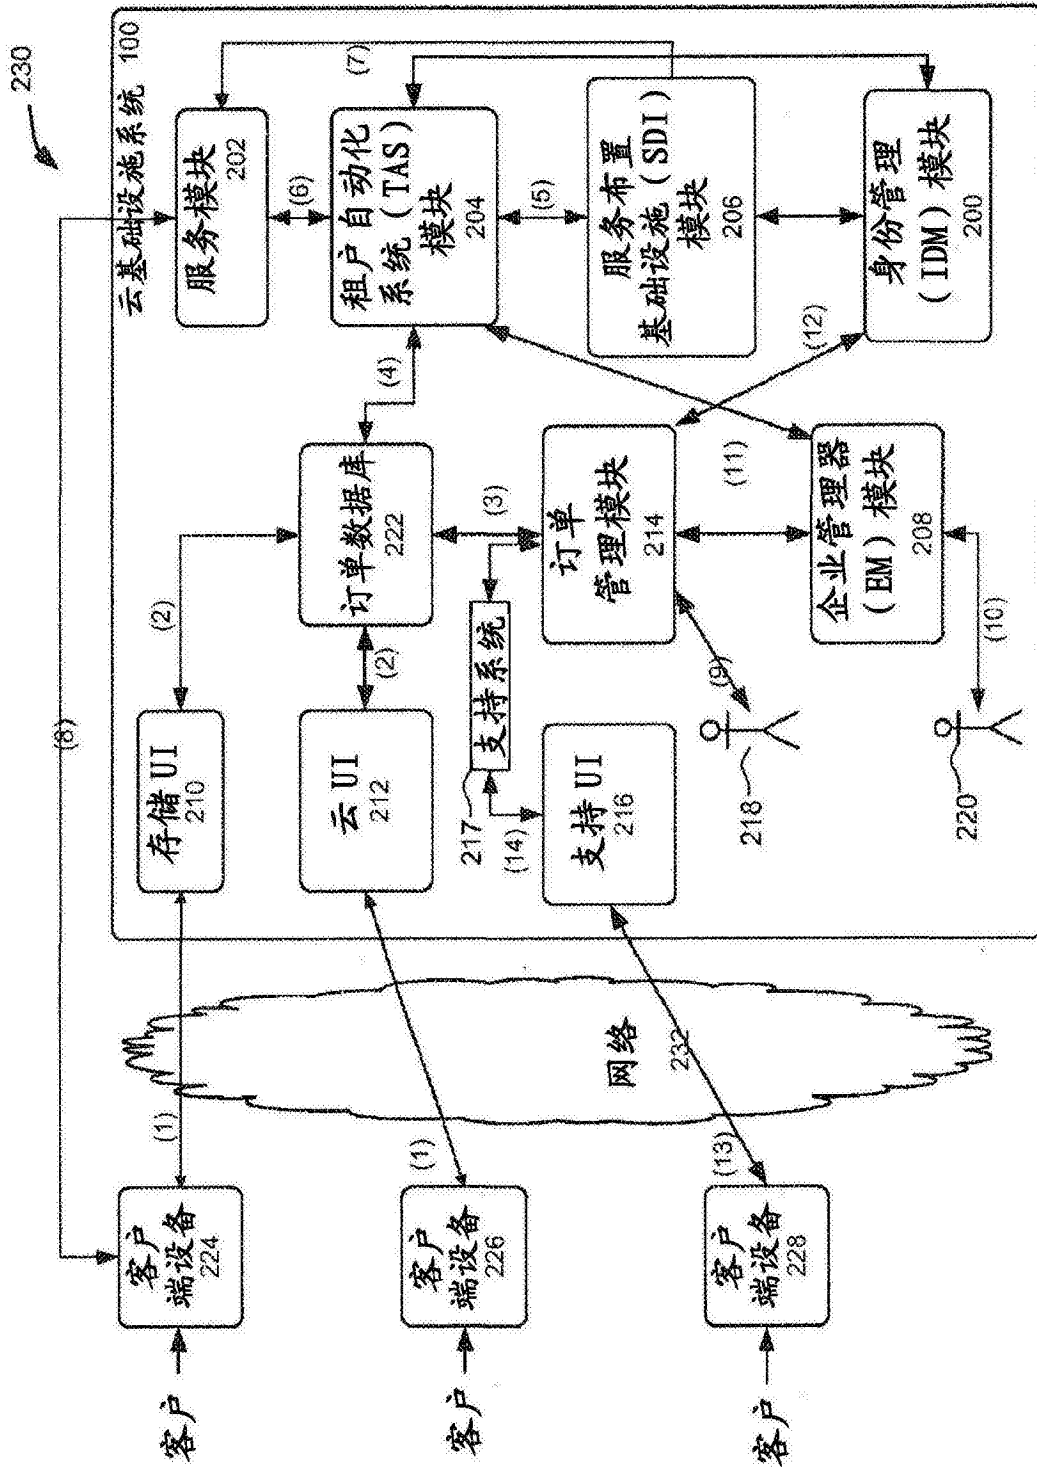 230
云基础设施系统 100
(8)
客户
客户
端设备
224
(1)
存储UI
210
(2)
服务模块
202
(6)
(7)
客户
客户
端设备
226
(1)
云UI
212
(2)
订单数据库
222
(4)
租户自动化
系统(TAS)
模块
204
(5)
网络
232
217
支持系统
(14)
(3)
客户
客户
端设备
228
(13)
支持UI
216
订单
管理模块
214
服务布置
基础设施(SDI)
模块
206
(9)
218
(11)
(12)
企业管理器
(EM)模块
208
身份管理
(IDM)模块
200
(10)
220